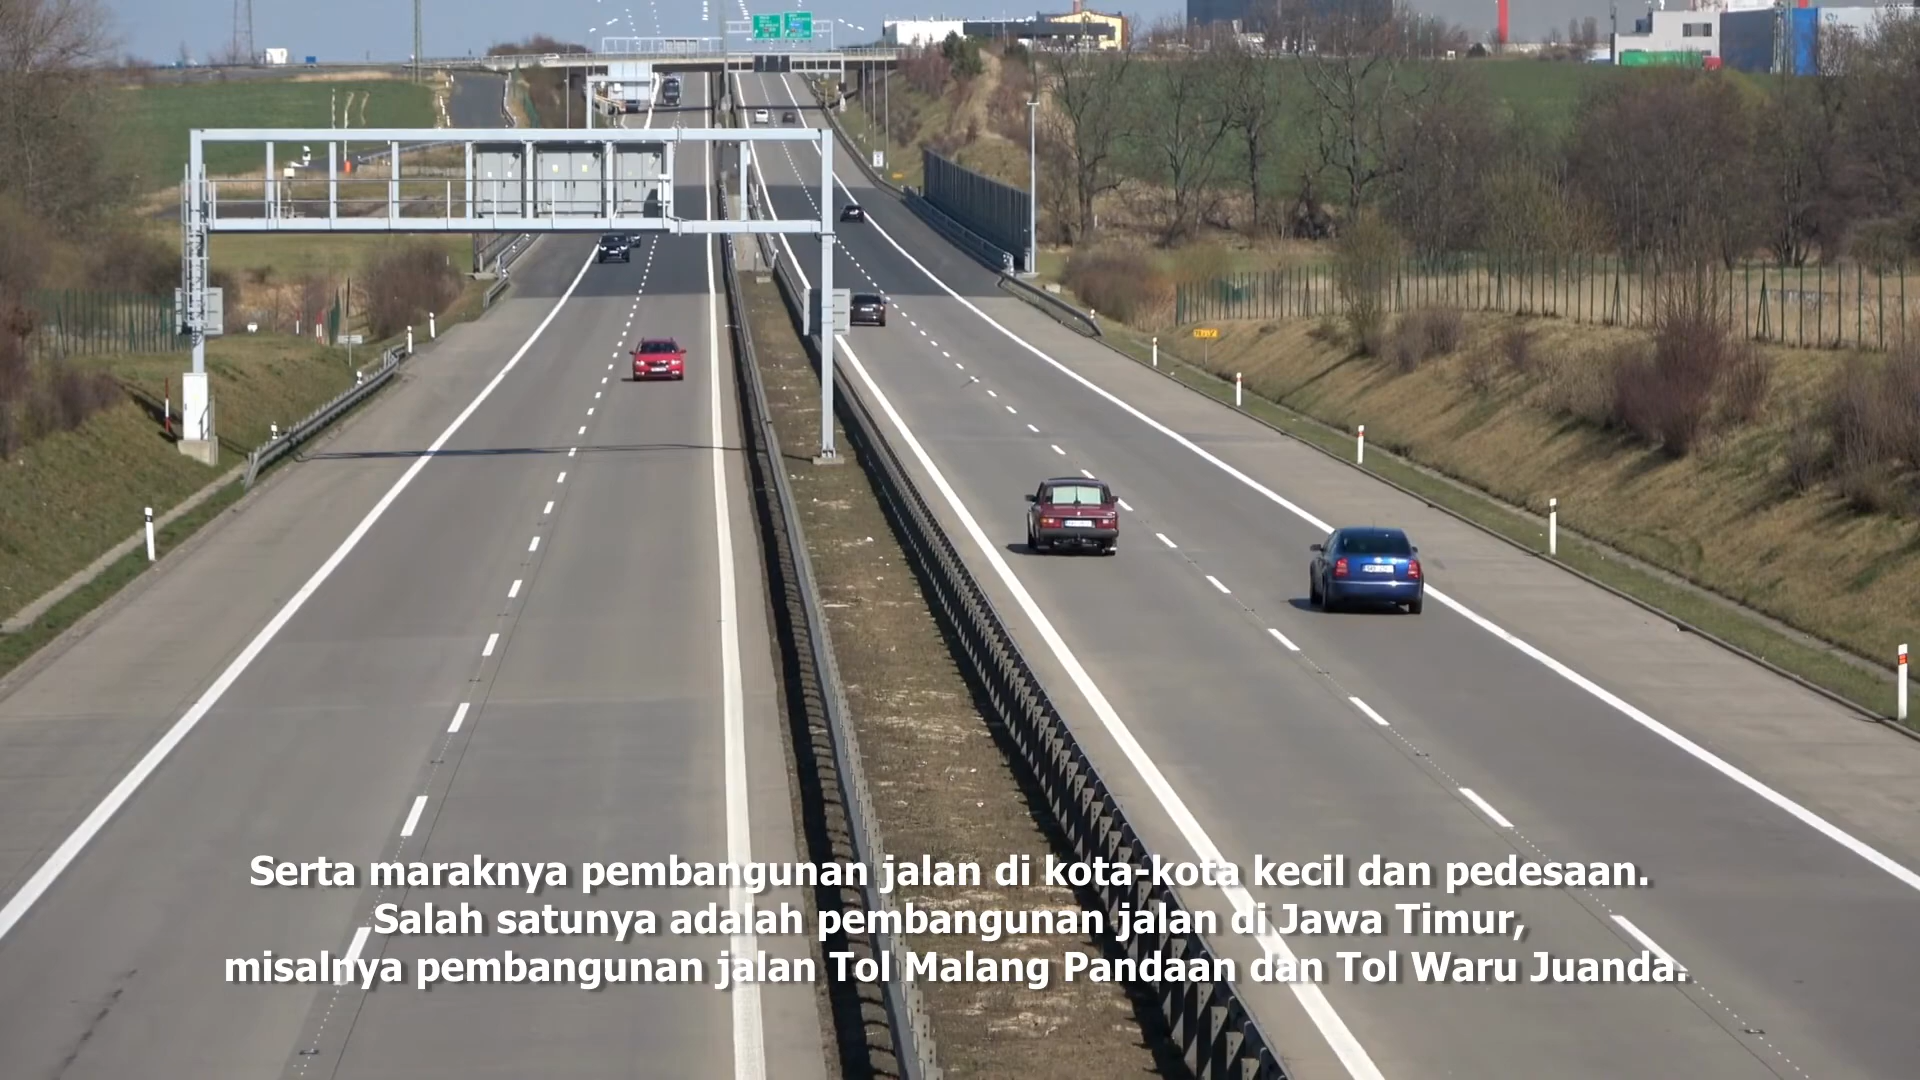 Serta maraknya pembangunan jalan di kota-kota kecil dan pedesaan.
Salah satunya adalah pembangunan jalan di Jawa Timur,
misalnya pembangunan jalan Tol Malang Pandaan dan Tol Waru Juanda.